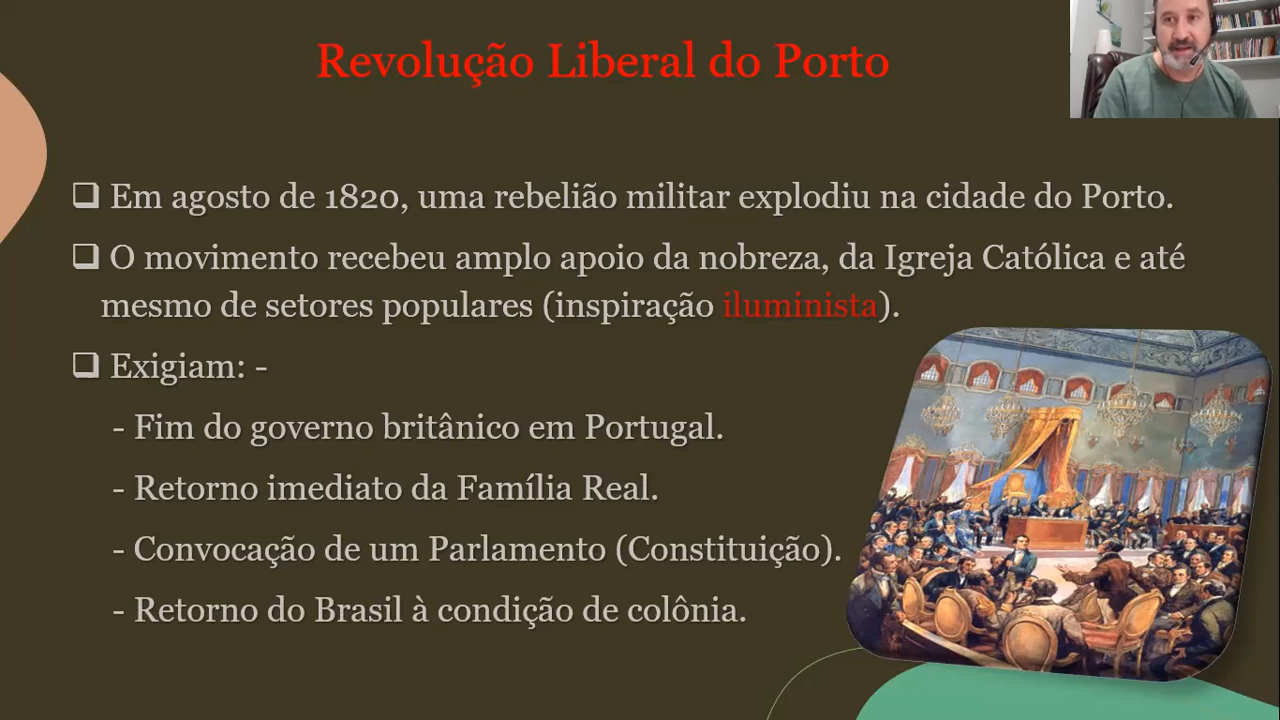 Revolução Liberal do Porto
❑ Em agosto de 1820, uma rebelião militar explodiu na cidade do Porto.
❑ O movimento recebeu amplo apoio da nobreza, da Igreja Católica e até
mesmo de setores populares (inspiração iluminista).
❑ Exigiam: -
- Fim do governo britânico em Portugal.
- Retorno imediato da Família Real.
- Convocação de um Parlamento (Constituição).
- Retorno do Brasil à condição de colônia.